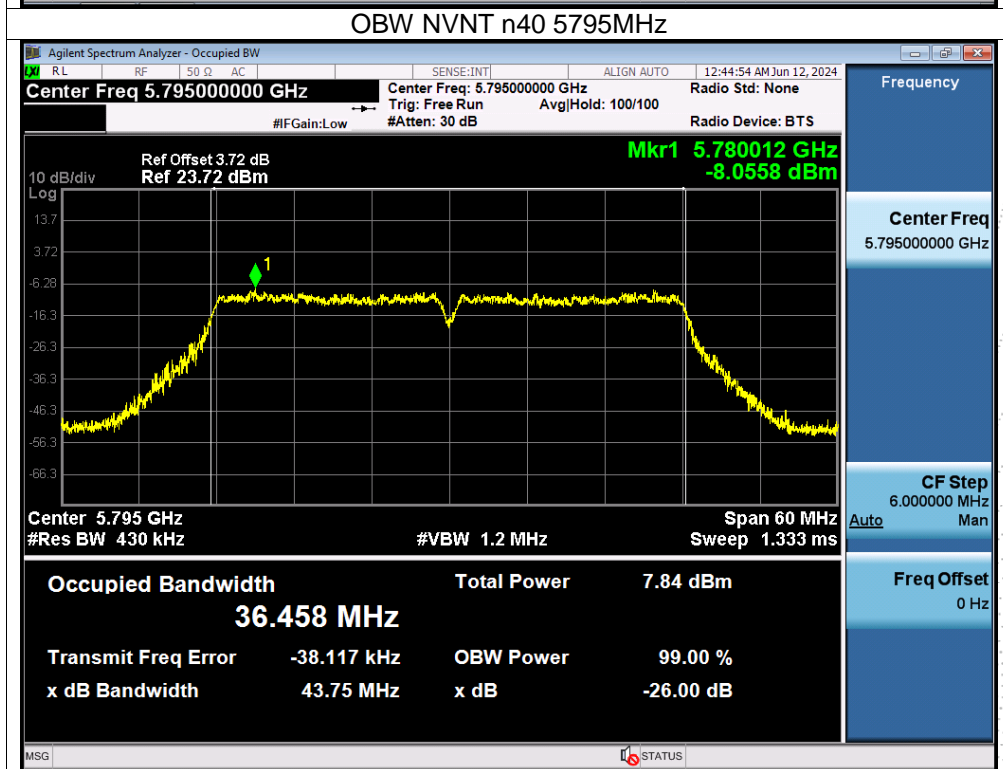 OBW NVNT n40 5795MHz
Agilent Spectrum Analyzer - Occupied BW
LXI RL RF 50 Ω AC SENSE:INT ALIGN AUTO 12:44:54 AM Jun 12, 2024
Center Freq 5.795000000 GHz
Center Freq: 5.795000000 GHz
Radio Std: None
Trig: Free Run Avg|Hold: 100/100
#IFGain:Low #Atten: 30 dB Radio Device: BTS
Mkr1 5.780012 GHz
-8.0558 dBm
Ref Offset 3.72 dB
10 dB/div Ref 23.72 dBm
Log
13.7
3.72
-6.28
-16.3
-26.3
-36.3
-46.3
-56.3
-66.3
1
Center 5.795 GHz Span 60 MHz
#Res BW 430 kHz #VBW 1.2 MHz Sweep 1.333 ms
Occupied Bandwidth Total Power 7.84 dBm
36.458 MHz
Transmit Freq Error -38.117 kHz OBW Power 99.00 %
x dB Bandwidth 43.75 MHz x dB -26.00 dB
Frequency
Center Freq
5.795000000 GHz
CF Step
6.000000 MHz
Auto Man
Freq Offset
0 Hz
MSG STATUS